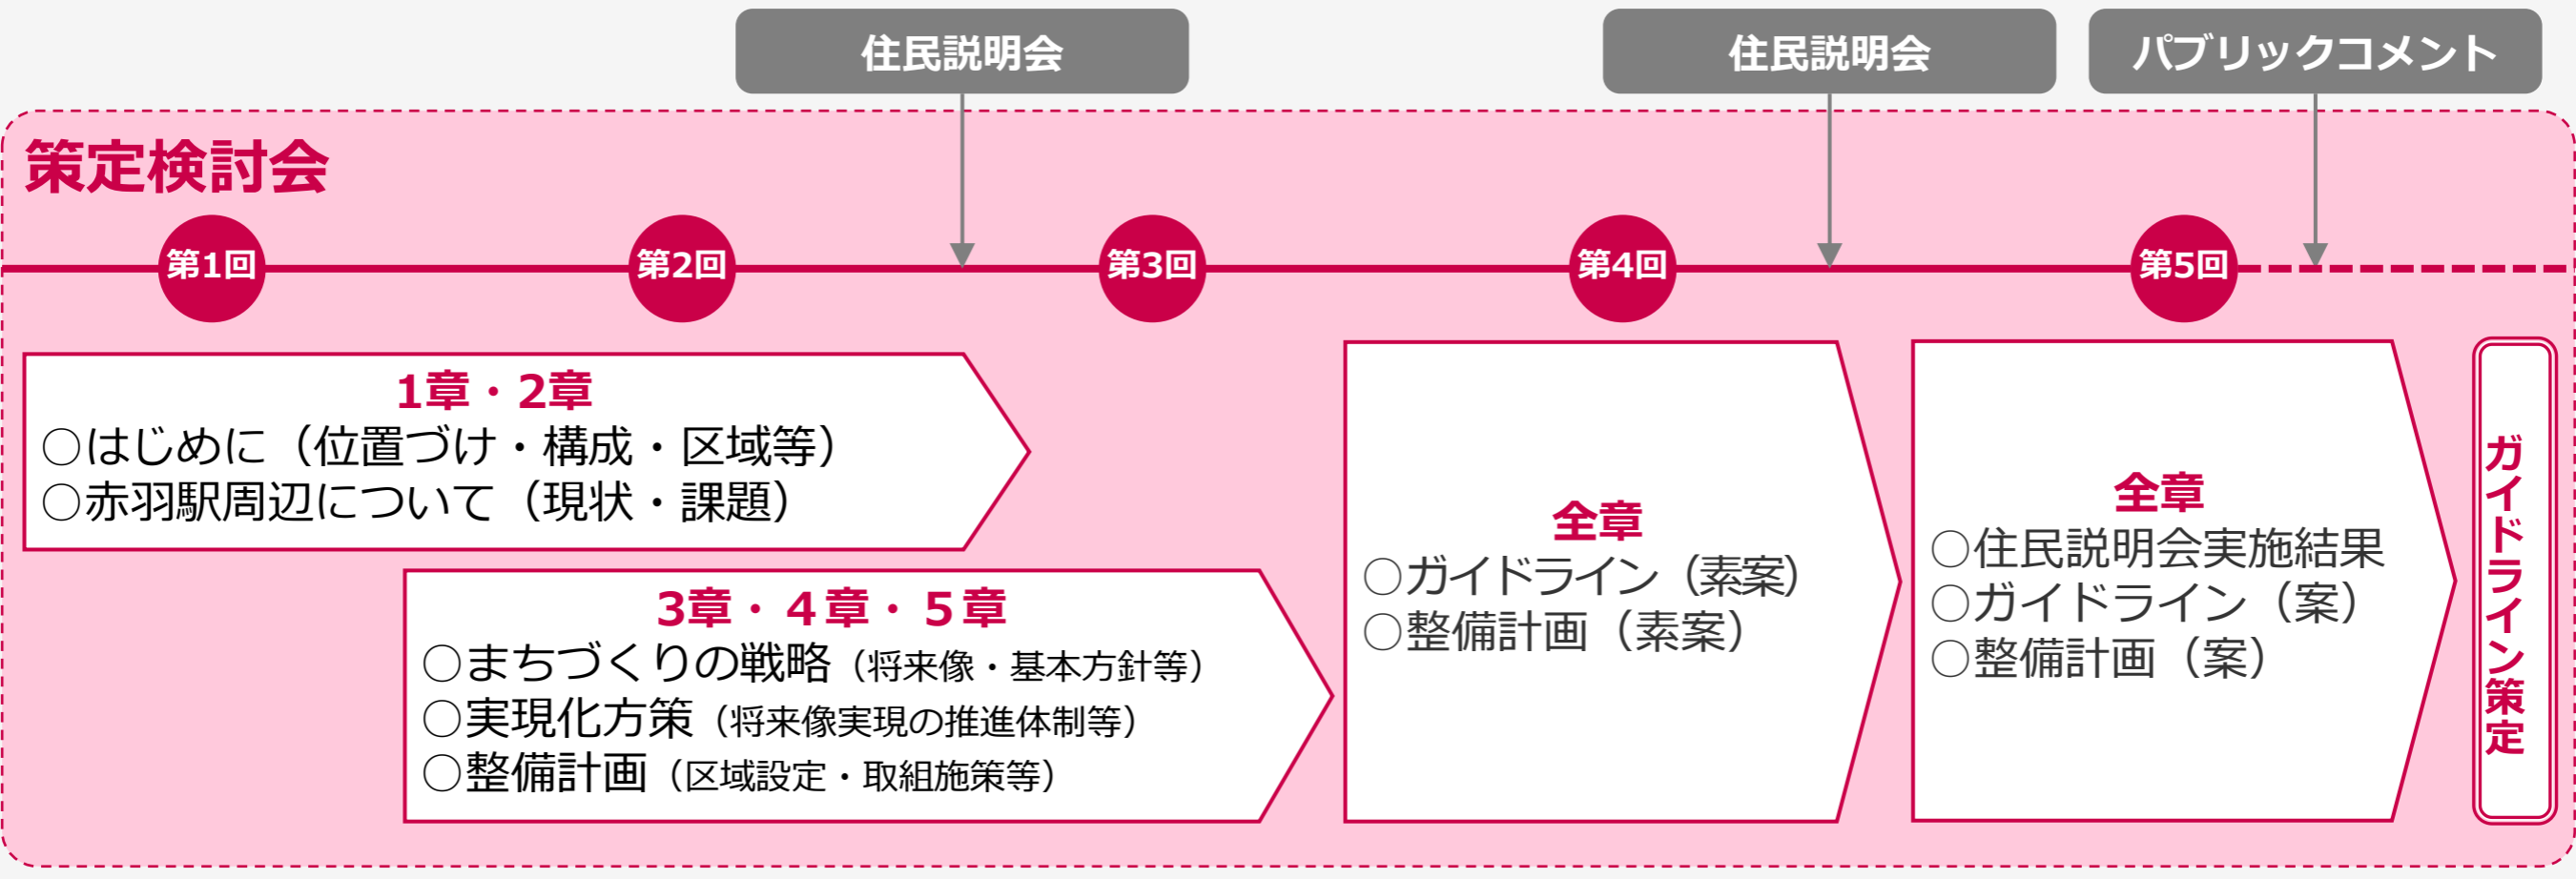 住民説明会
住民説明会
パブリックコメント
策定検討会
第1回
第2回
第3回
第4回
第5回
1章・2章
○はじめに（位置づけ・構成・区域等）
○赤羽駅周辺について（現状・課題）
3章・４章・５章
○まちづくりの戦略（将来像・基本方針等）
○実現化方策（将来像実現の推進体制等）
○整備計画（区域設定・取組施策等）
全章
○ガイドライン（素案）
○整備計画（素案）
全章
○住民説明会実施結果
○ガイドライン（案）
○整備計画（案）
ガイドライン策定